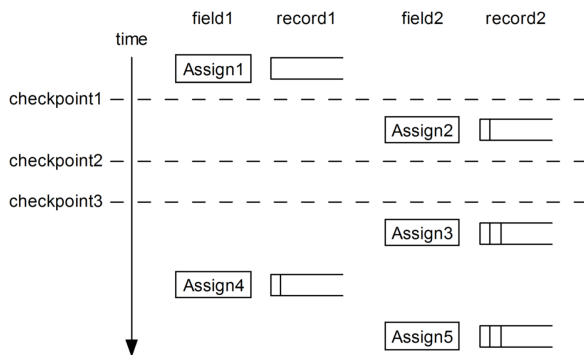 field1 record1 field2 record2
time
Assign1
checkpoint1
Assign2
checkpoint2
checkpoint3
Assign3
Assign4
Assign5